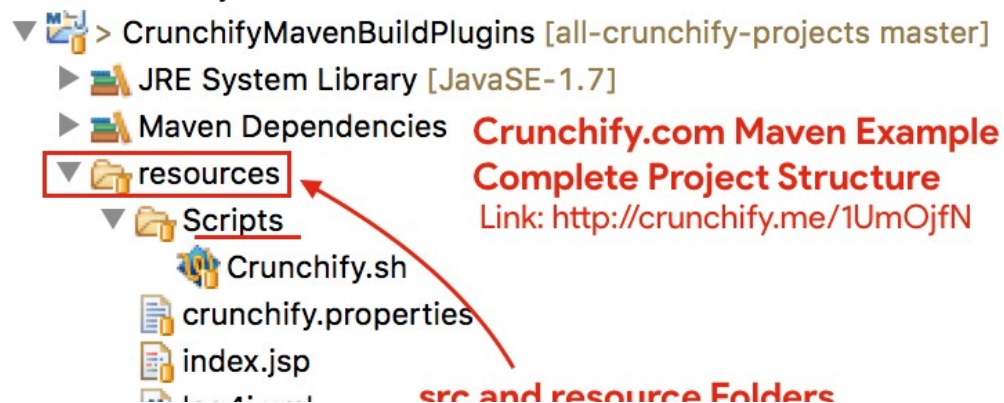 > CrunchifyMavenBuildPlugins [all-crunchify-projects master]
JRE System Library [JavaSE-1.7]
Maven Dependencies
Crunchify.com Maven Example
resources
Complete Project Structure
Scripts
Link: http://crunchify.me/1UmOjfN
Crunchify.sh
crunchify.properties
index.jsp
src and resource Folders